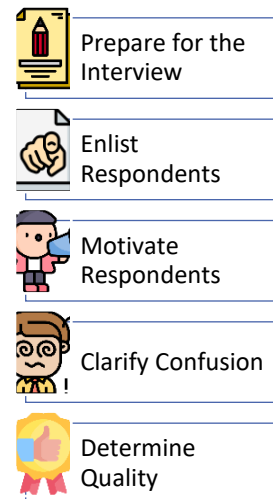 Prepare for the
Interview
Enlist
Respondents
Motivate
Respondents
Clarify Confusion
Determine
Quality